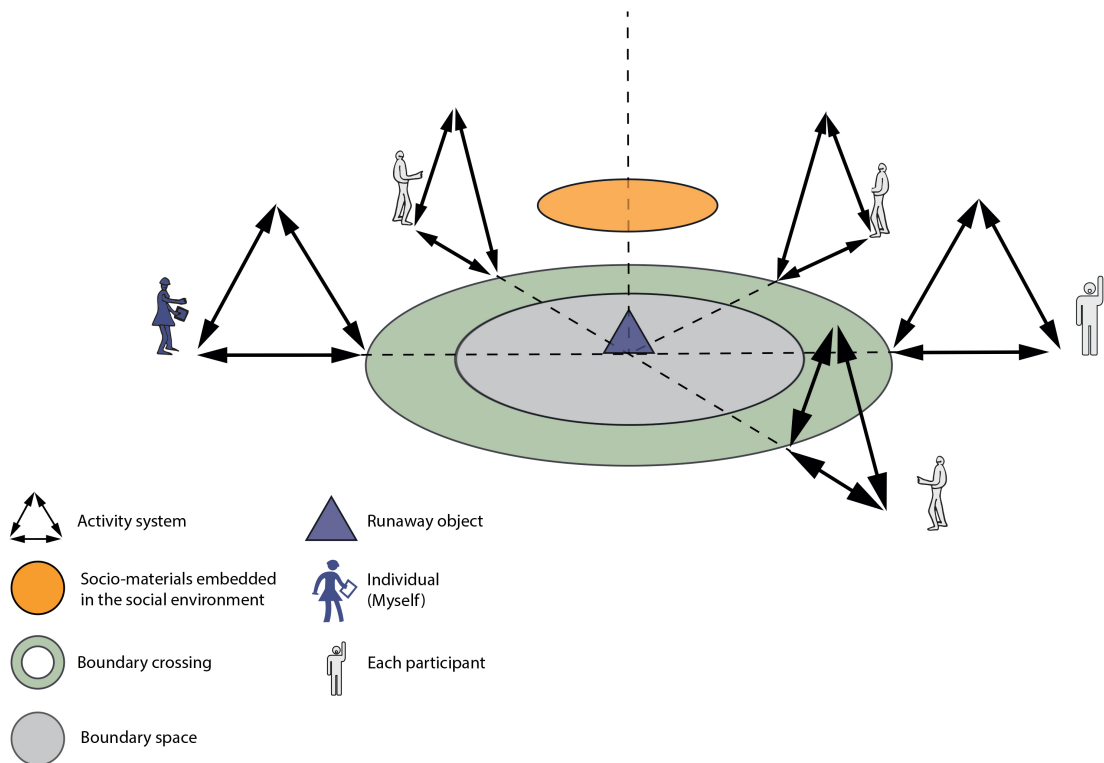 Activity system
Runaway object
Socio-materials embedded
in the social environment
Individual
(Myself)
Boundary crossing
Each participant
Boundary space